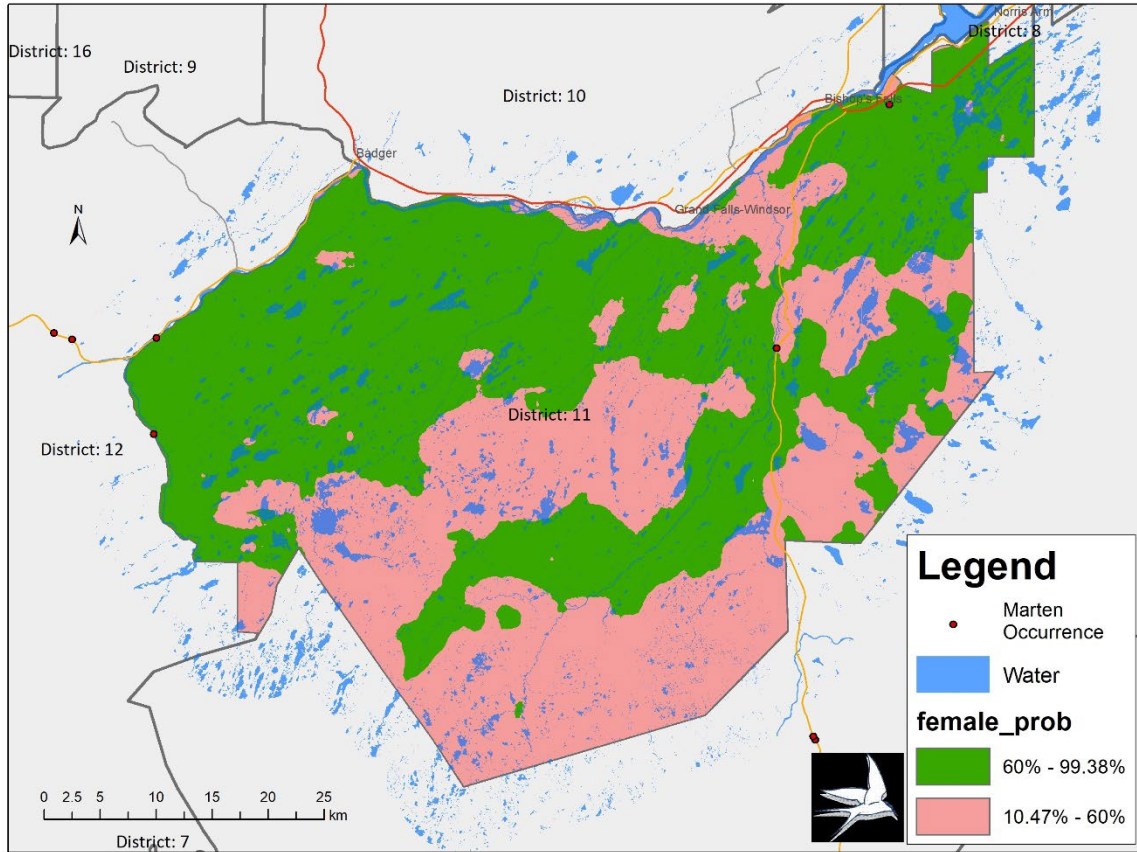 Norris Arm
District: 8
District: 16
District: 9
District: 10
Bishop's Falls
Badger
N
Grand Falls-Windsor
District: 11
District: 12
Legend
Marten
Occurrence
Water
female_prob
60% - 99.38%
10.47% - 60%
0 2.5 5 10 15 20 25
km
District: 7